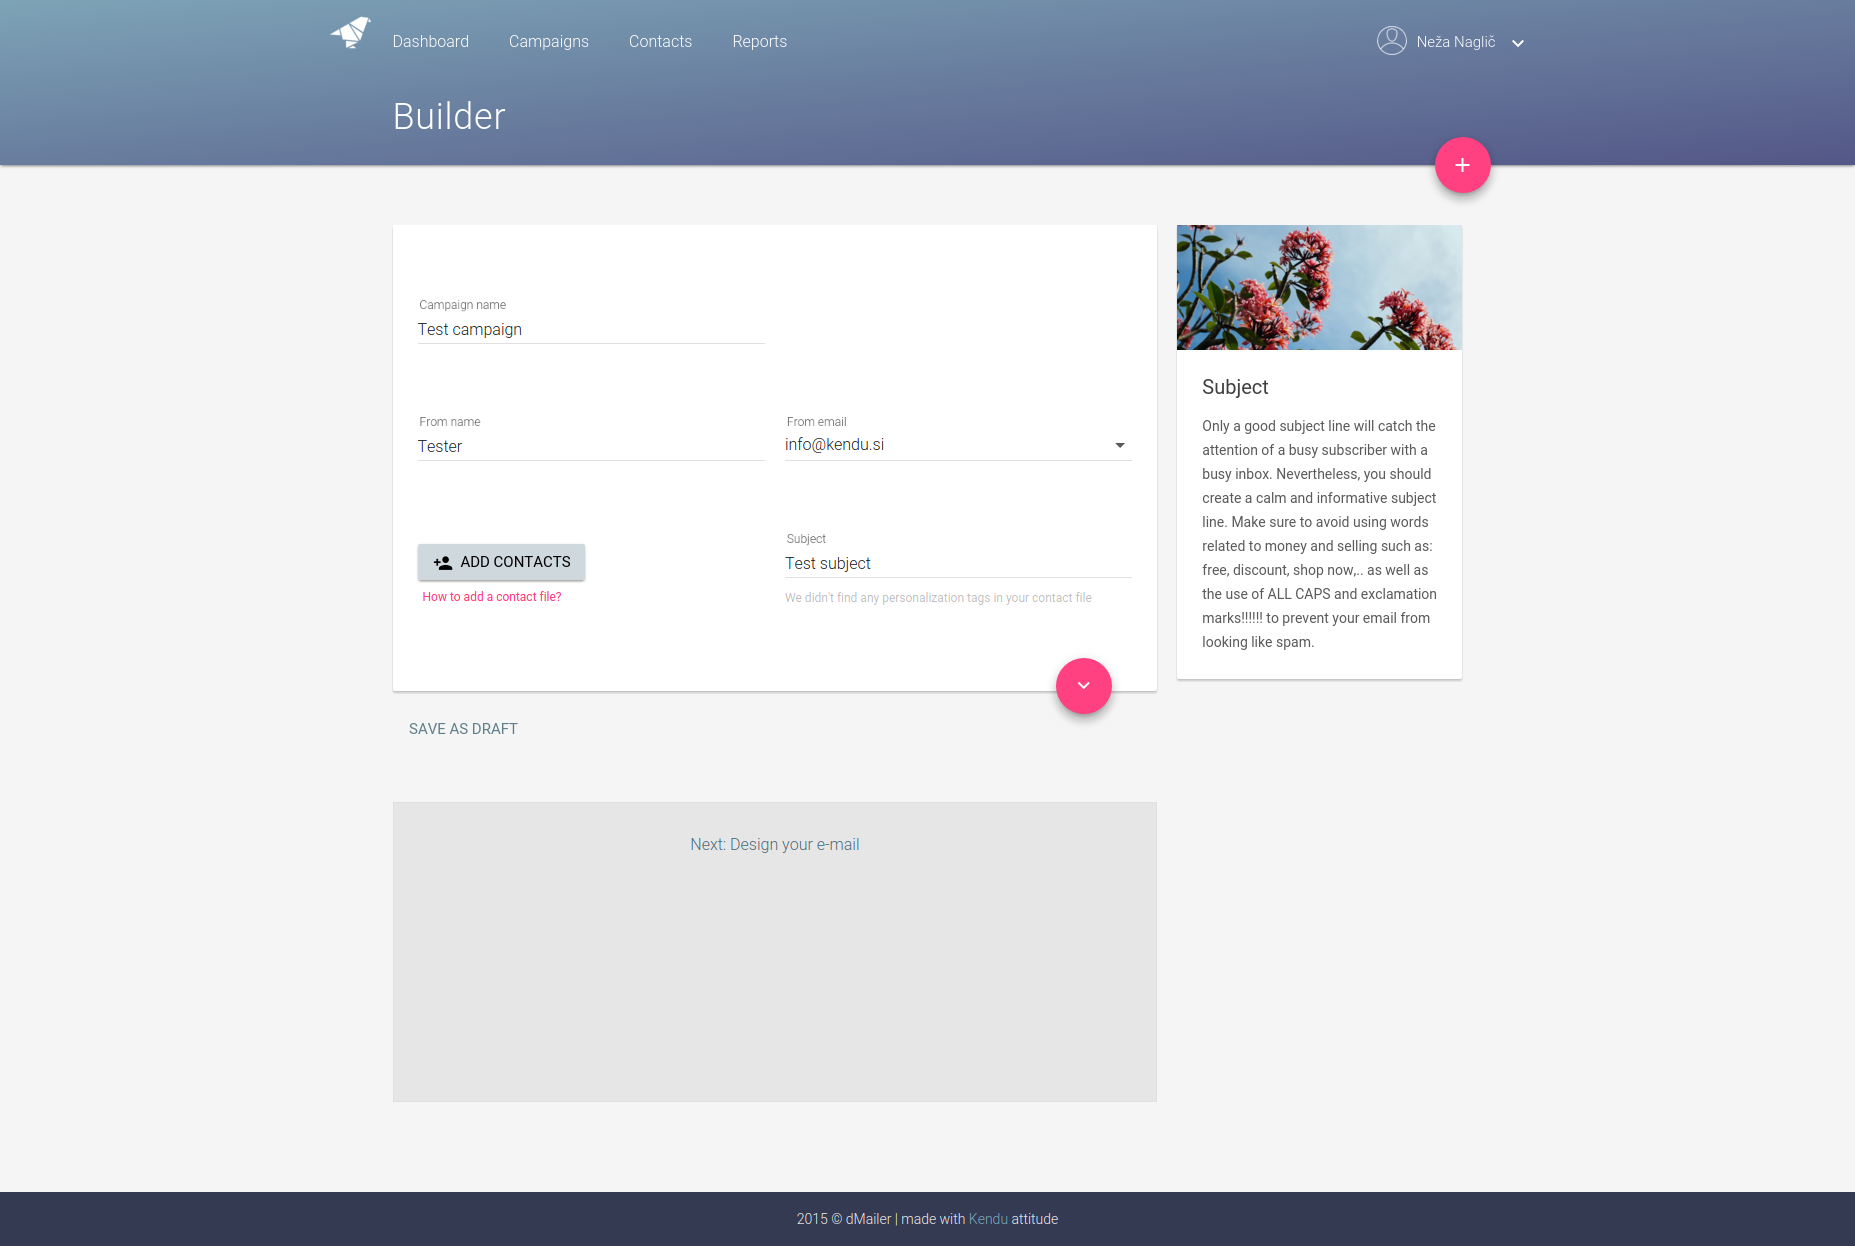 Dashboard Campaigns Contacts Reports Neža Naglič
Builder
+
Campaign name
Test campaign
From name
Tester
From email
info@kendu.si
ADD CONTACTS
How to add a contact file?
Subject
Test subject
We didn't find any personalization tags in your contact file
SAVE AS DRAFT
Subject
Only a good subject line will catch the
attention of a busy subscriber with a
busy inbox. Nevertheless, you should
create a calm and informative subject
line. Make sure to avoid using words
related to money and selling such as:
free, discount, shop now,.. as well as
the use of ALL CAPS and exclamation
marks!!!!!! to prevent your email from
looking like spam.
Next: Design your e-mail
2015 © dMailer | made with Kendu attitude